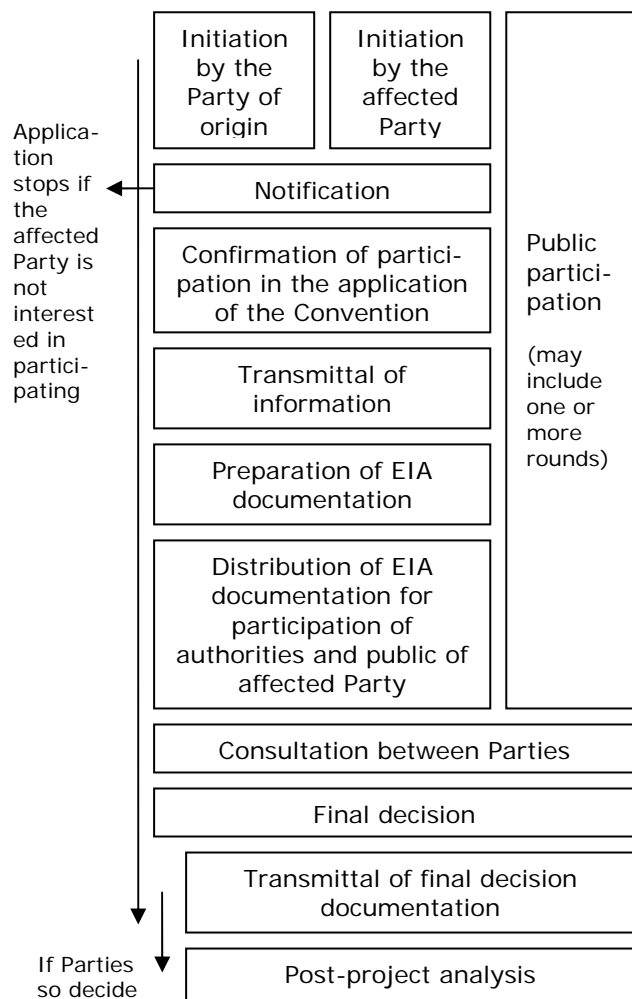 Initiation
by the
Party of
origin
Initiation
by the
affected
Party
Applica-
tion
stops if
the
affected
Party is
not
interest
ed in
partici-
pating
Notification
Confirmation of partici-
pation in the application
of the Convention
Transmittal of
information
Preparation of EIA
documentation
Distribution of EIA
documentation for
participation of
authorities and public of
affected Party
Public
partici-
pation
(may
include
one or
more
rounds)
Consultation between Parties
Final decision
Transmittal of final decision
documentation
If Parties
so decide
Post-project analysis